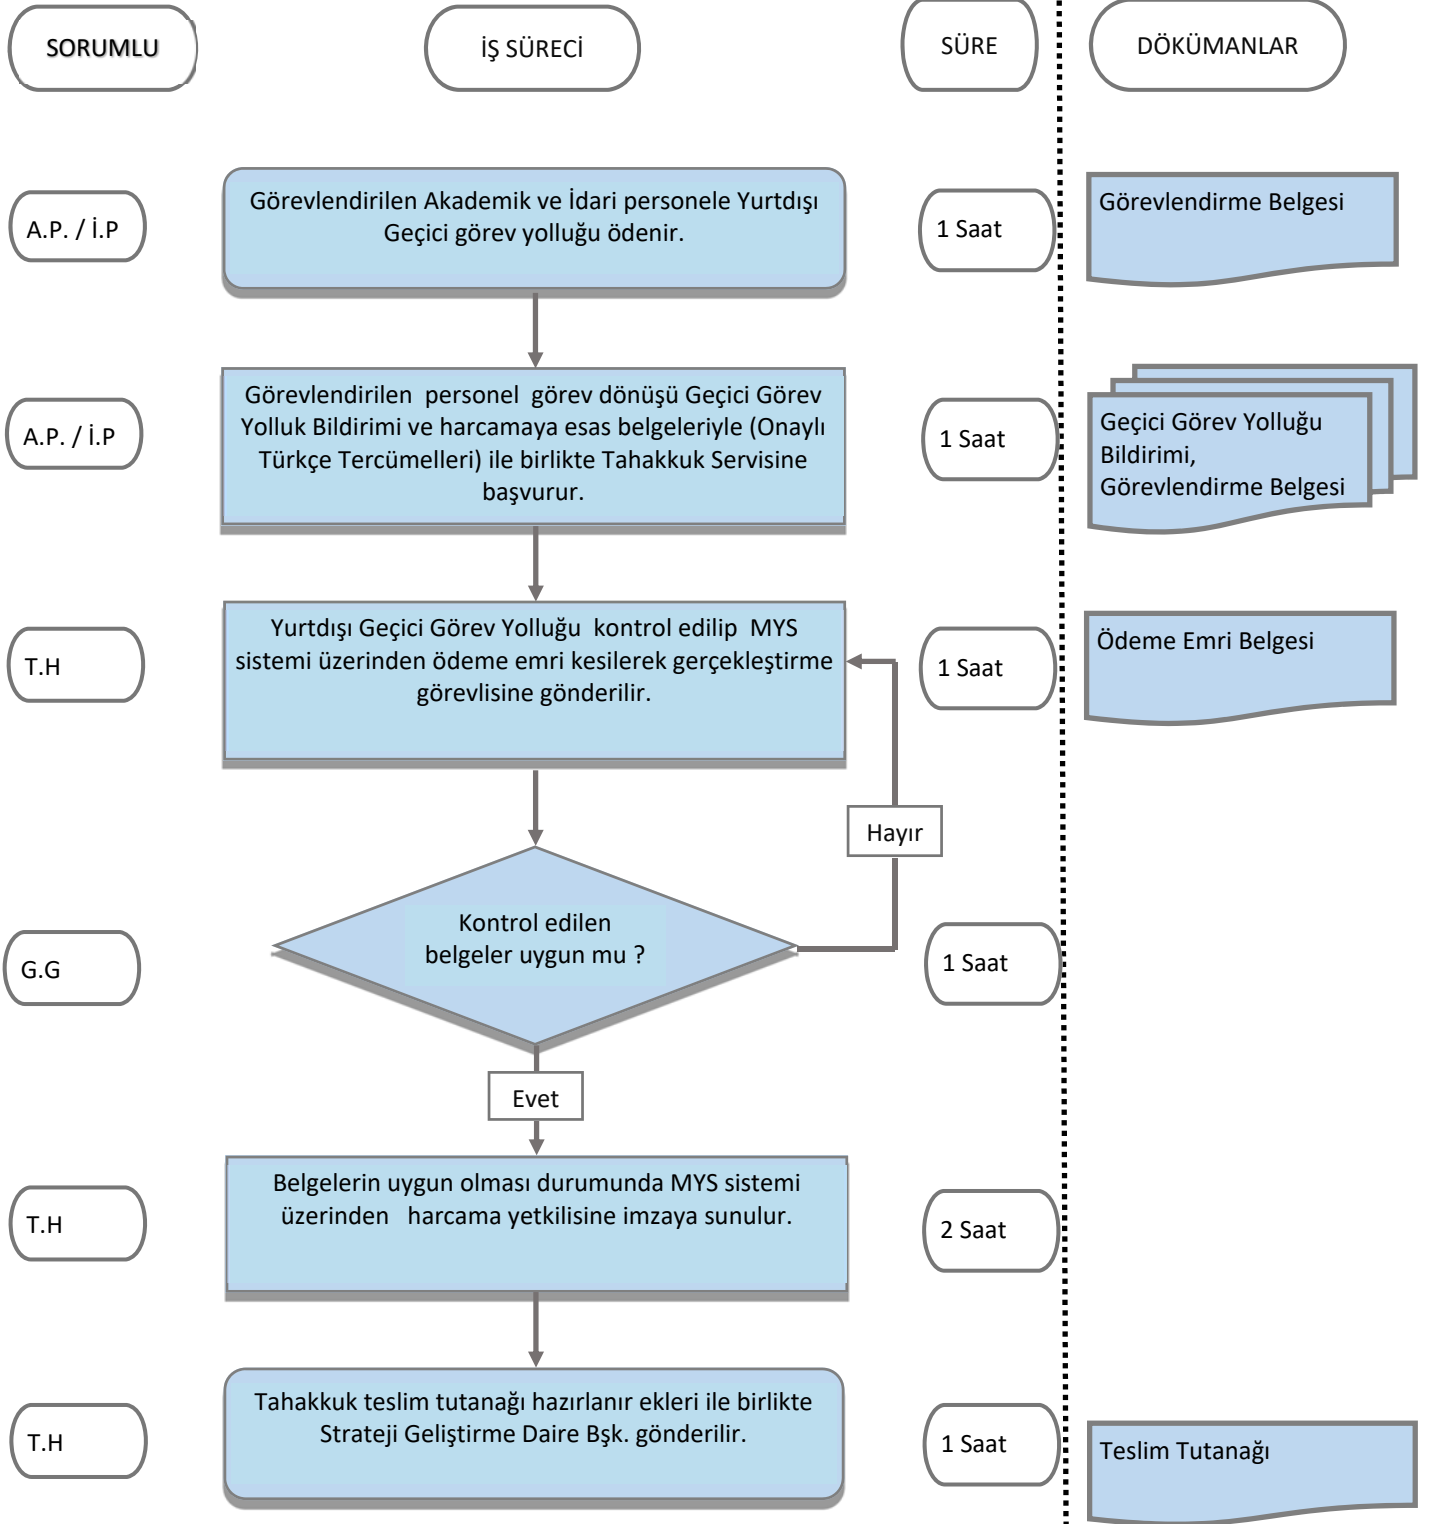 SORUMLU
İŞ SÜRECİ
SÜRE
DÖKÜMANLAR
A.P. / İ.P
Görevlendirilen Akademik ve İdari personele Yurtdışı
Geçici görev yolluğu ödenir.
1 Saat
Görevlendirme Belgesi
A.P. / İ.P
Görevlendirilen personel görev dönüşü Geçici Görev
Yolluk Bildirimi ve harcamaya esas belgeleriyle (Onaylı
Türkçe Tercümelleri) ile birlikte Tahakkuk Servisine
başvurur.
1 Saat
Geçici Görev Yolluğu
Bildirimi,
Görevlendirme Belgesi
T.H
Yurtdışı Geçici Görev Yolluğu kontrol edilip MYS
sistemi üzerinden ödeme emri kesilerek gerçekleştirme
görevlisine gönderilir.
1 Saat
Ödeme Emri Belgesi
Hayır
G.G
Kontrol edilen
belgeler uygun mu ?
1 Saat
Evet
T.H
Belgelerin uygun olması durumunda MYS sistemi
üzerinden harcama yetkilisine imzaya sunulur.
2 Saat
T.H
Tahakkuk teslim tutanağı hazırlanır ekleri ile birlikte
Strateji Geliştirme Daire Bşk. gönderilir.
1 Saat
Teslim Tutanağı